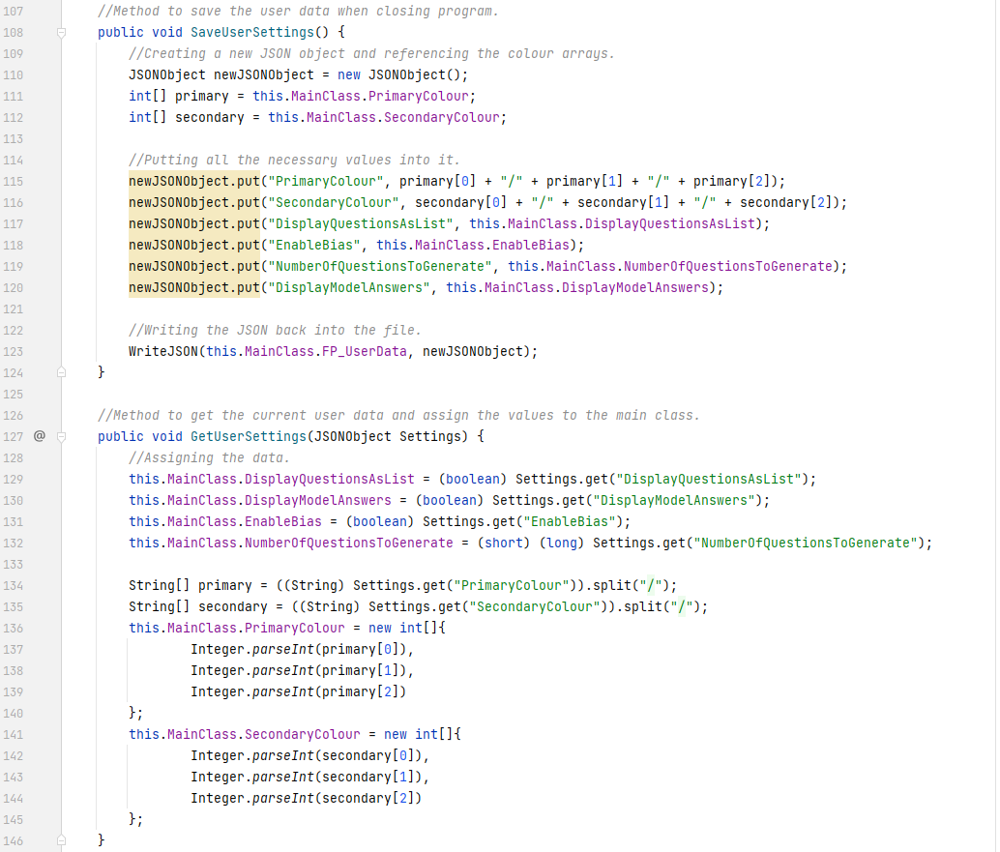 107 //Method to save the user data when closing program.
108 public void SaveUserSettings() {
109 //Creating a new JSON object and referencing the colour arrays.
110 JSONObject newJSONObject = new JSONObject();
111 int[] primary = this.MainClass.PrimaryColour;
112 int[] secondary = this.MainClass.SecondaryColour;
113
114 //Putting all the necessary values into it.
115 newJSONObject.put("PrimaryColour", primary[0] + "/" + primary[1] + "/" + primary[2]);
116 newJSONObject.put("SecondaryColour", secondary[0] + "/" + secondary[1] + "/" + secondary[2]);
117 newJSONObject.put("DisplayQuestionsAsList", this.MainClass.DisplayQuestionsAsList);
118 newJSONObject.put("EnableBias", this.MainClass.EnableBias);
119 newJSONObject.put("NumberOfQuestionsToGenerate", this.MainClass.NumberOfQuestionsToGenerate);
120 newJSONObject.put("DisplayModelAnswers", this.MainClass.DisplayModelAnswers);
121
122 //Writing the JSON back into the file.
123 WriteJSON(this.MainClass.FP_UserData, newJSONObject);
124 }
125
126 //Method to get the current user data and assign the values to the main class.
127 @ public void GetUserSettings(JSONObject Settings) {
128 //Assigning the data.
129 this.MainClass.DisplayQuestionsAsList = (boolean) Settings.get("DisplayQuestionsAsList");
130 this.MainClass.DisplayModelAnswers = (boolean) Settings.get("DisplayModelAnswers");
131 this.MainClass.EnableBias = (boolean) Settings.get("EnableBias");
132 this.MainClass.NumberOfQuestionsToGenerate = (short) (long) Settings.get("NumberOfQuestionsToGenerate");
133
134 String[] primary = ((String) Settings.get("PrimaryColour")).split("/");
135 String[] secondary = ((String) Settings.get("SecondaryColour")).split("/");
136 this.MainClass.PrimaryColour = new int[]{
137 Integer.parseInt(primary[0]),
138 Integer.parseInt(primary[1]),
139 Integer.parseInt(primary[2])
140 };
141 this.MainClass.SecondaryColour = new int[]{
142 Integer.parseInt(secondary[0]),
143 Integer.parseInt(secondary[1]),
144 Integer.parseInt(secondary[2])
145 };
146 }